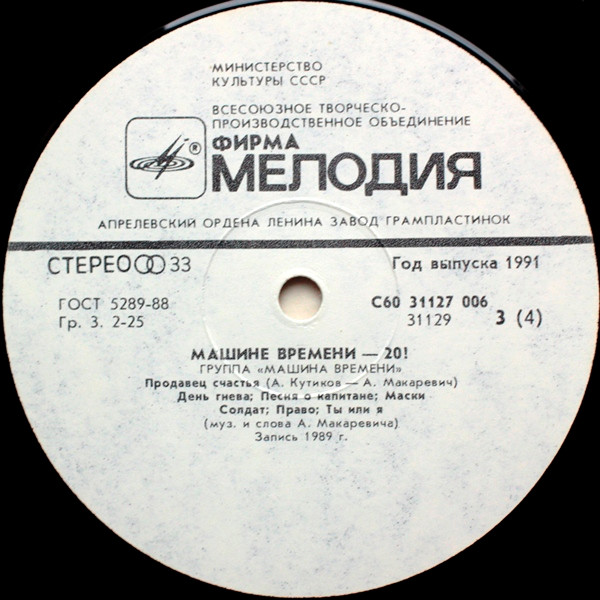 МИНИСТЕРСТВО
КУЛЬТУРЫ СССР
ВСЕСОЮЗНОЕ ТВОРЧЕСКО-
ПРОИЗВОДСТВЕННОЕ ОБЪЕДИНЕНИЕ
ФИРМА
®
МЕЛОДИЯ
АПРЕЛЕВСКИЙ ОРДЕНА ЛЕНИНА ЗАВОД ГРАМПЛАСТИНОК
СТЕРЕО 33
Год выпуска 1991
ГОСТ 5289-88
С60 31127 006
Гр. 3. 2-25
31129 3 (4)
МАШИНЕ ВРЕМЕНИ — 20!
ГРУППА «МАШИНА ВРЕМЕНИ»
Продавец счастья (А. Кутиков — А. Макаревич)
День гнева; Песня о капитане; Маски
Солдат; Право; Ты или я
(муз. и слова А. Макаревича)
Запись 1989 г.